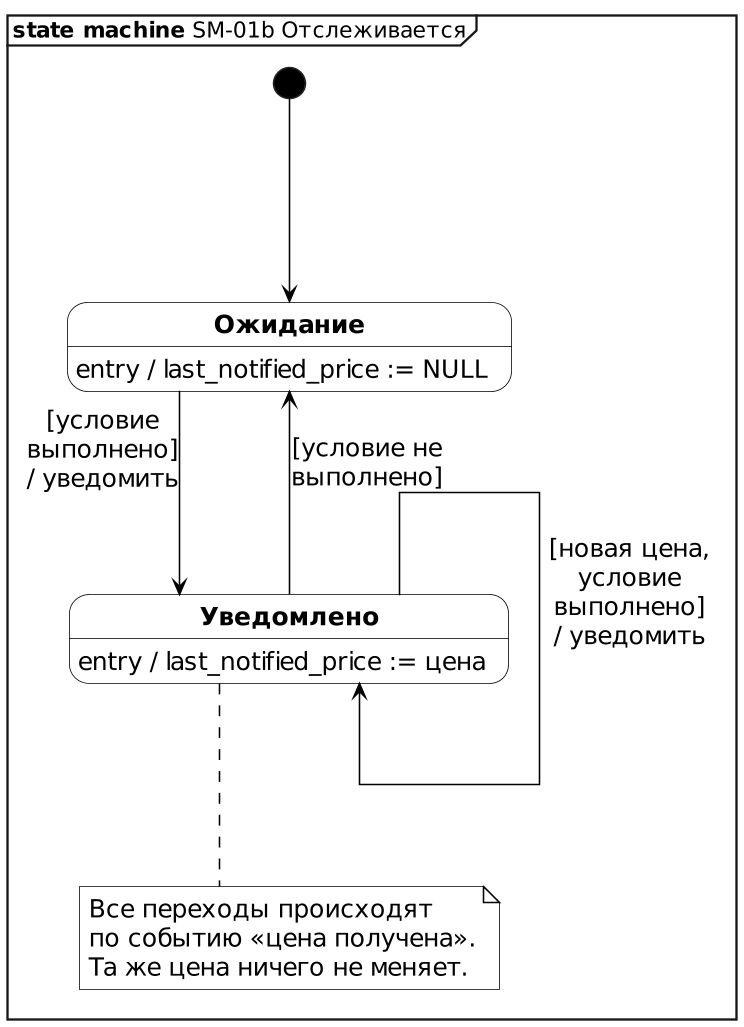 state machine SM-01b Отслеживается
Ожидание
entry / last_notified_price := NULL
[условие
выполнено]
/ уведомить
[условие не
выполнено]
[новая цена,
условие
выполнено]
/ уведомить
Уведомлено
entry / last_notified_price := цена
Все переходы происходят
по событию «цена получена».
Та же цена ничего не меняет.